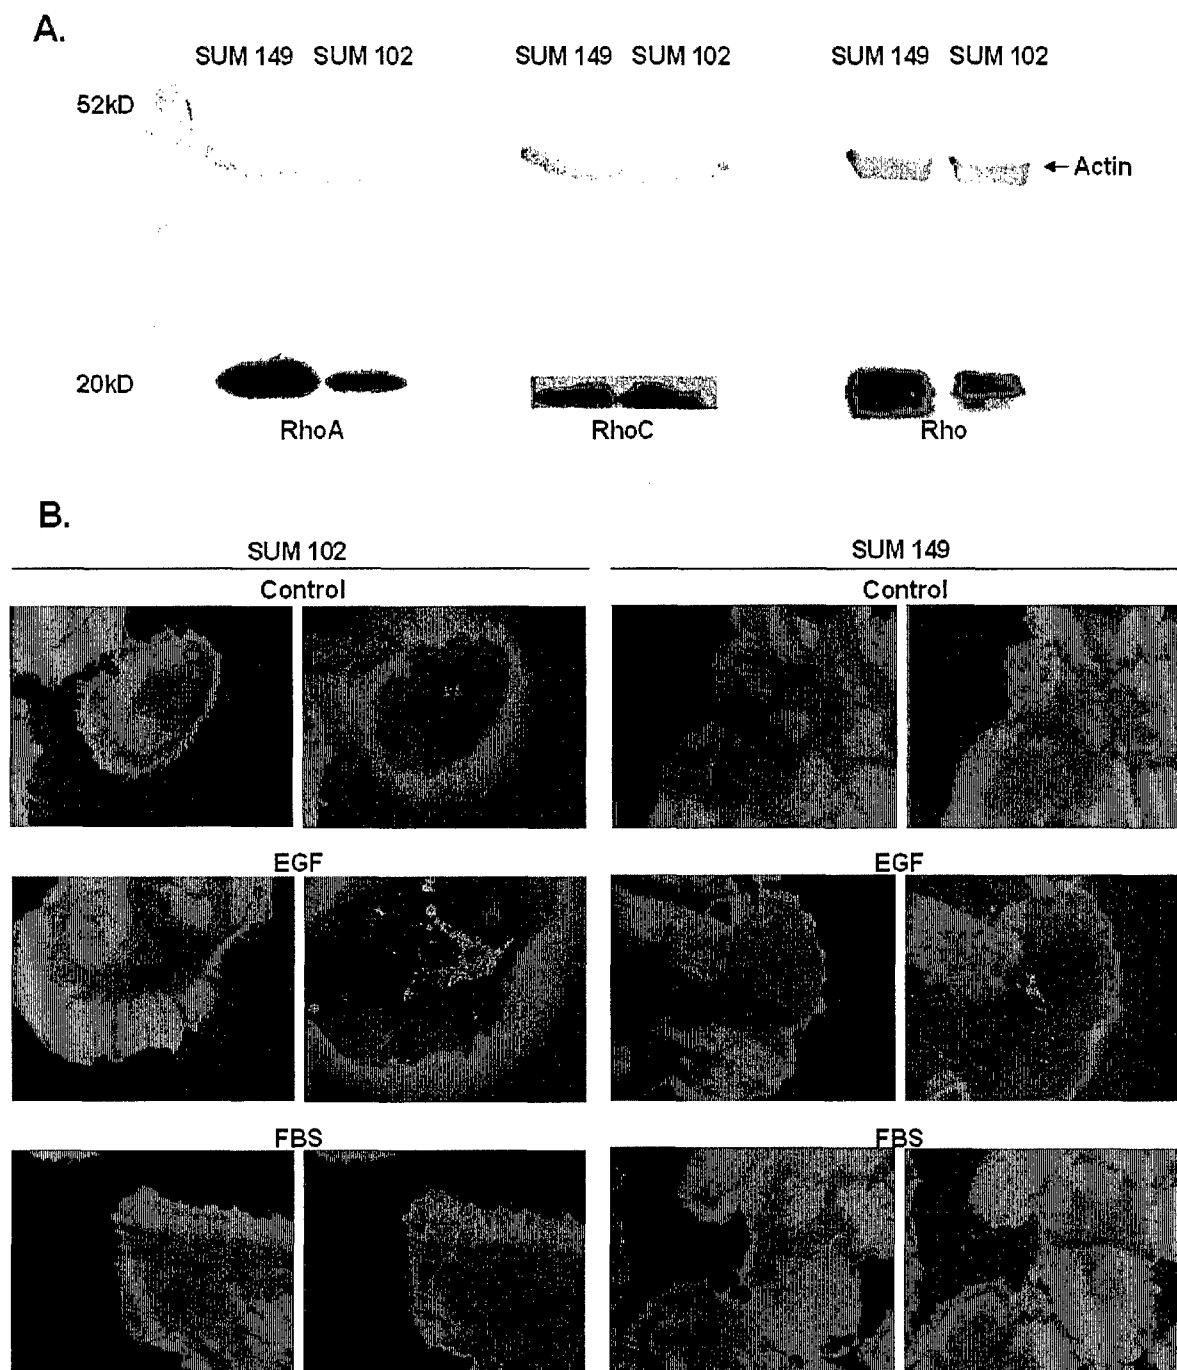 A.
SUM 149 SUM 102 SUM 149 SUM 102 SUM 149 SUM 102
52kD
← Actin
20kD
RhoA RhoC Rho
B.
SUM 102 SUM 149
Control Control
EGF EGF
FBS FBS